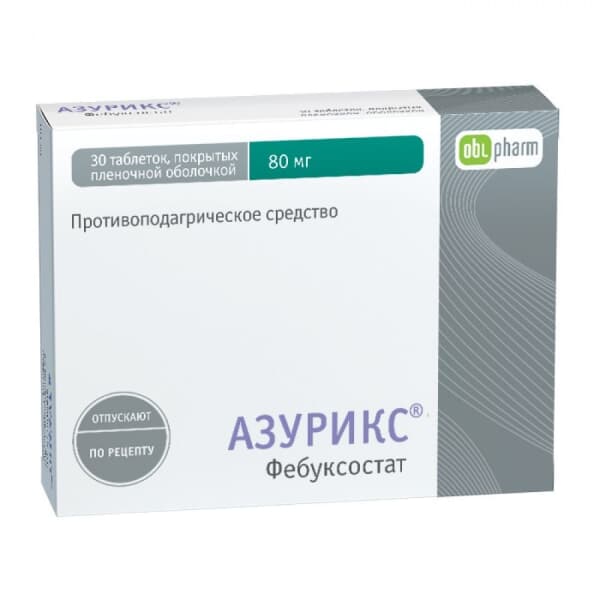 АЗУРИКС®
30 таблеток, покрытых
пленочной оболочкой
80 мг
obl pharm
Противоподагрическое средство
ОТПУСКАЮТ
ПО РЕЦЕПТУ
АЗУРИКС®
Фебуксостат